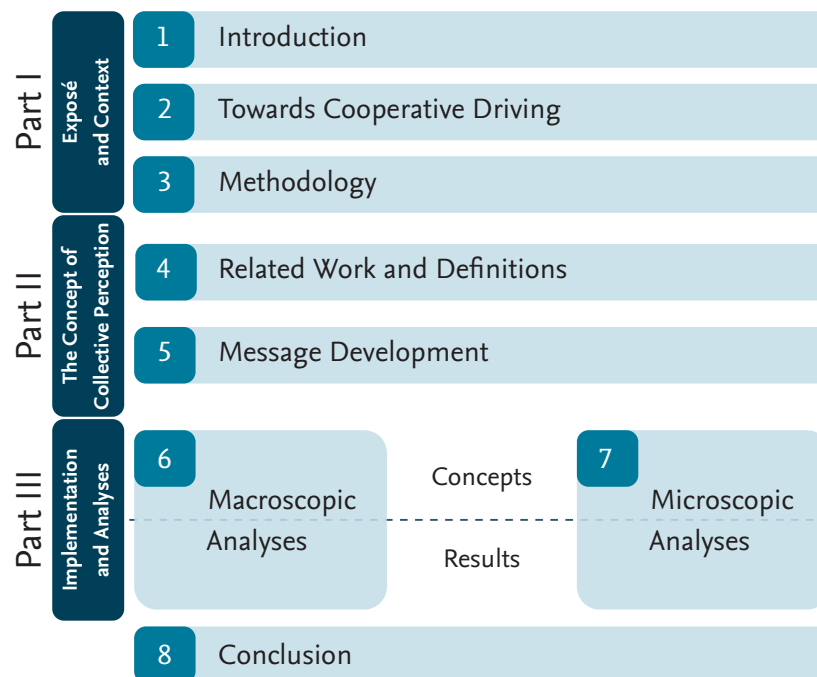 Part I
Exposé
and Context
1 Introduction
2 Towards Cooperative Driving
3 Methodology
Part II
The Concept of
Collective Perception
4 Related Work and Definitions
5 Message Development
Part III
Implementation
and Analyses
6
Macroscopic
Analyses
Concepts
Results
7
Microscopic
Analyses
8 Conclusion